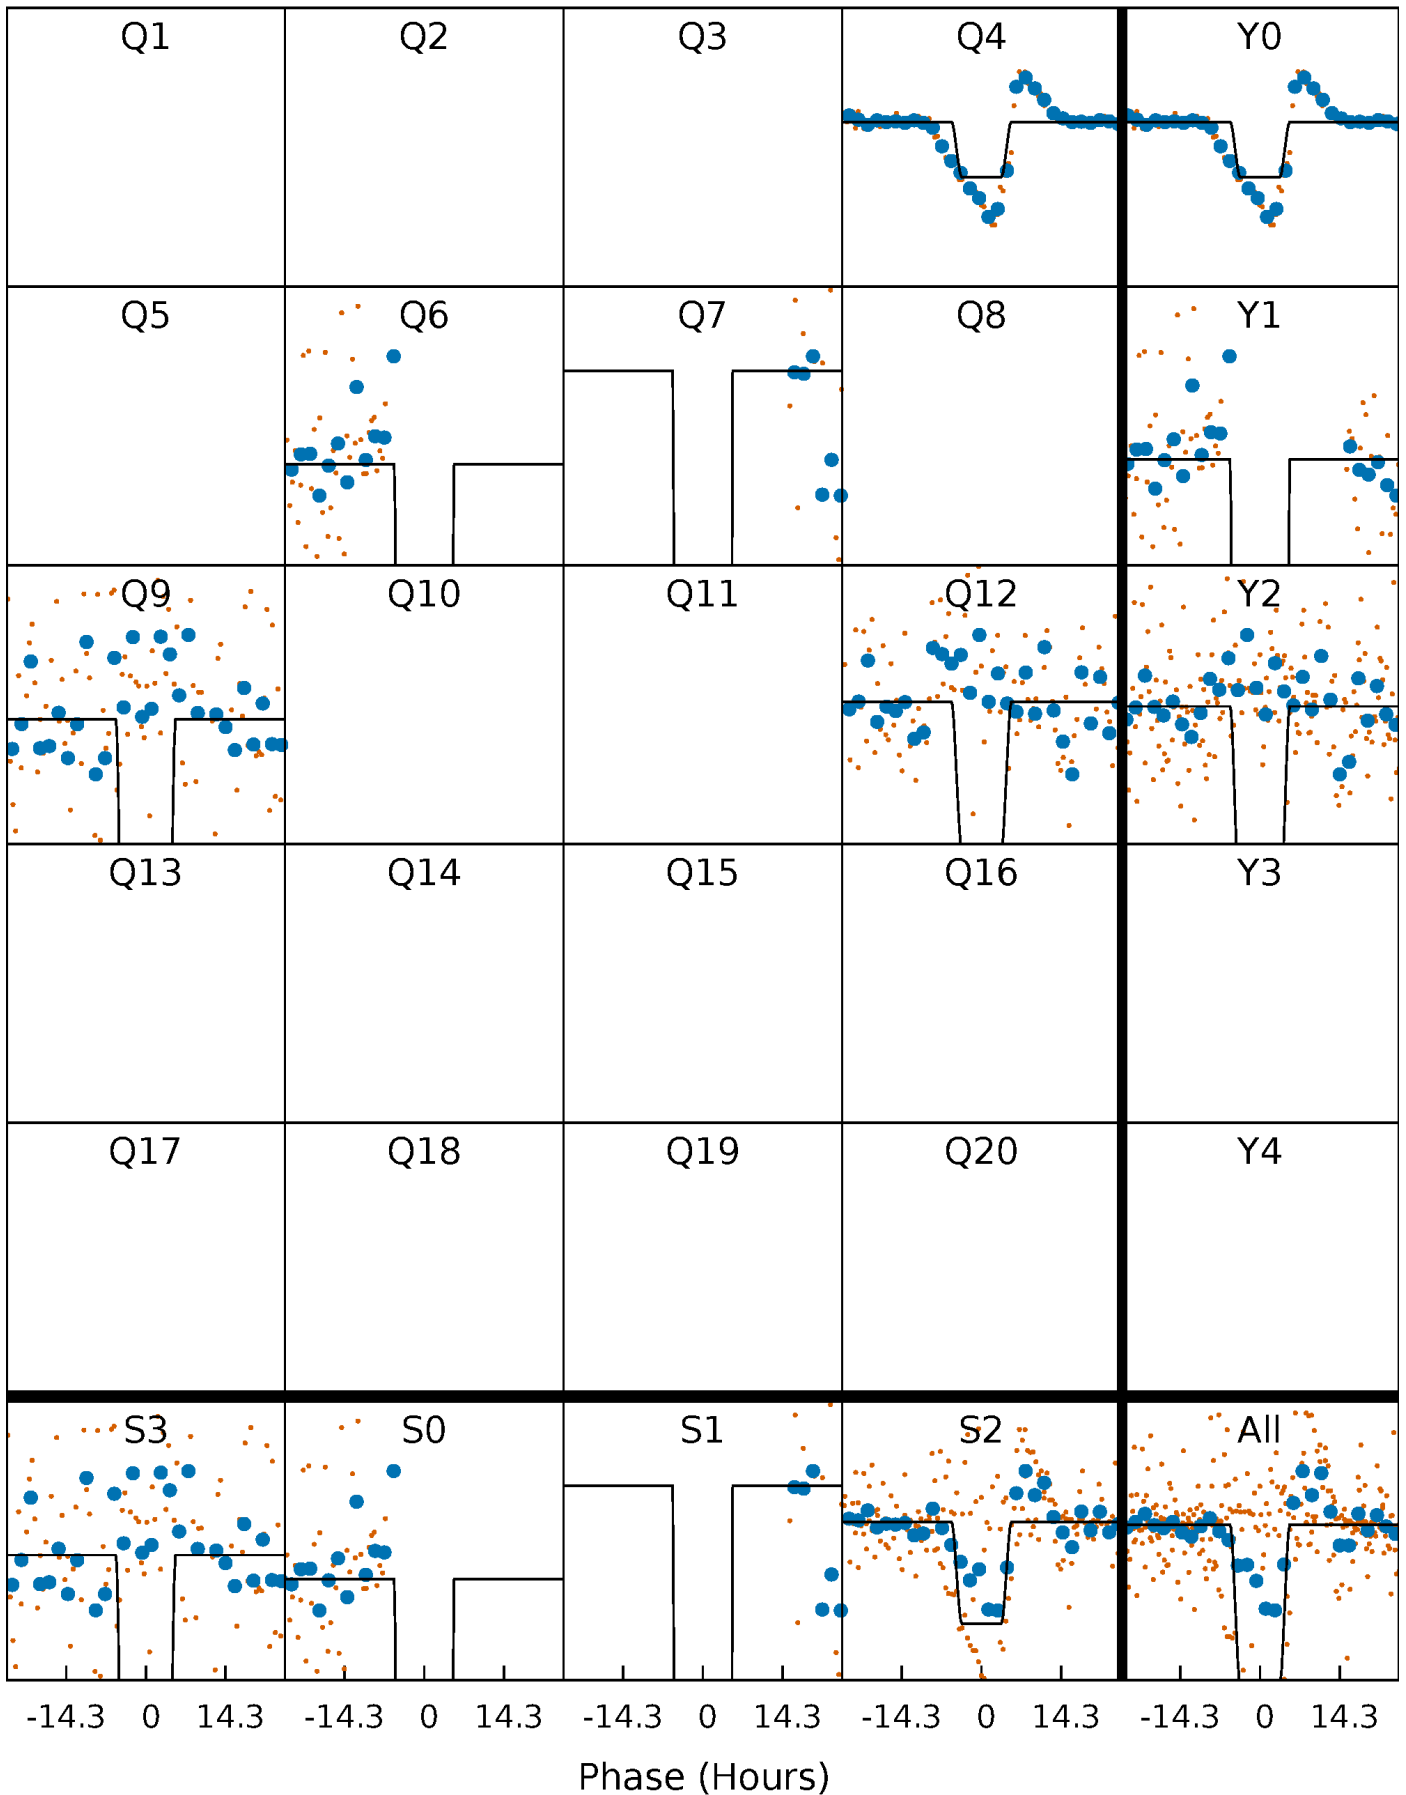 Q1 Q2 Q3 Q4 Y0
Q5 Q6 Q7 Q8 Y1
Q9 Q10 Q11 Q12 Y2
Q13 Q14 Q15 Q16 Y3
Q17 Q18 Q19 Q20 Y4
S3 S0 S1 S2 All
-14.3 0 14.3 -14.3 0 14.3 -14.3 0 14.3 -14.3 0 14.3 -14.3 0 14.3
Phase (Hours)